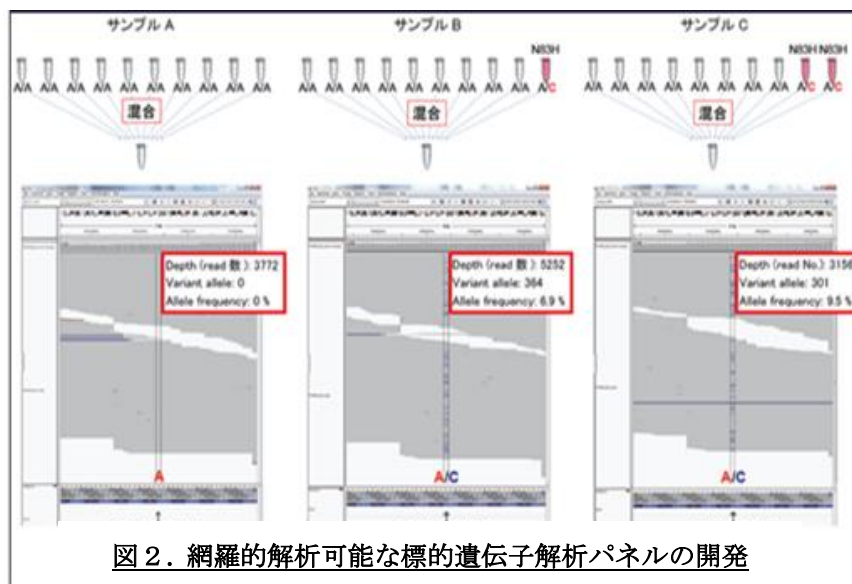 サンプル A
サンプル B
サンプル C
N83H
N83H N83H
A/A A/A A/A A/A A/A A/A A/A A/A A/A A/A
A/A A/A A/A A/A A/A A/A A/A A/A A/A A/C
A/A A/A A/A A/A A/A A/A A/A A/A A/C A/C
混合
混合
混合
Depth (read 数 ): 3772
Variant allele: 0
Allele frequency: 0 %
Depth (read 数 ): 5252
Variant allele: 364
Allele frequency: 6.9 %
Depth (read No.): 3156
Variant allele: 301
Allele frequency: 9.5 %
A
A/C
A/C
図2. 網羅的解析可能な標的遺伝子解析パネルの開発